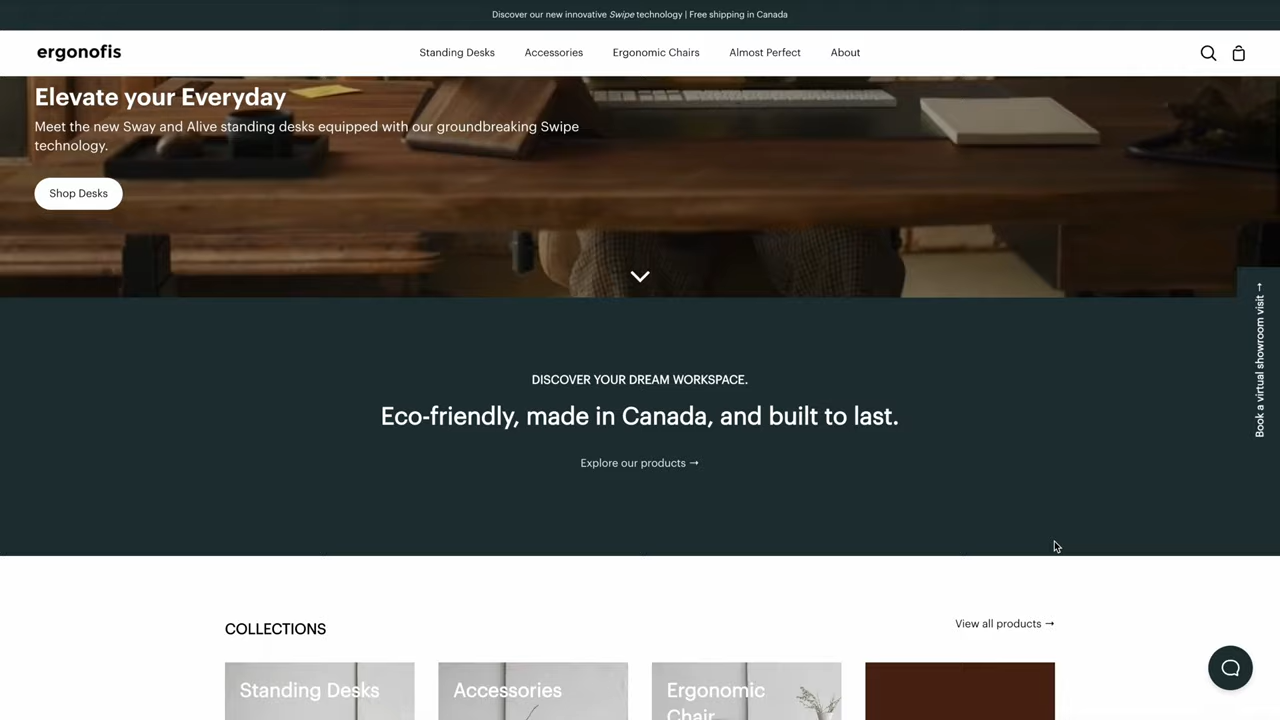 Discover our new innovative Swipe technology | Free shipping in Canada
ergonofis
Standing Desks
Accessories
Ergonomic Chairs
Almost Perfect
About
Elevate your Everyday
Meet the new Sway and Alive standing desks equipped with our groundbreaking Swipe
technology.
Shop Desks
Book a virtual showroom visit →
DISCOVER YOUR DREAM WORKSPACE.
Eco-friendly, made in Canada, and built to last.
Explore our products →
COLLECTIONS
View all products →
Standing Desks
Accessories
Ergonomic
Chair